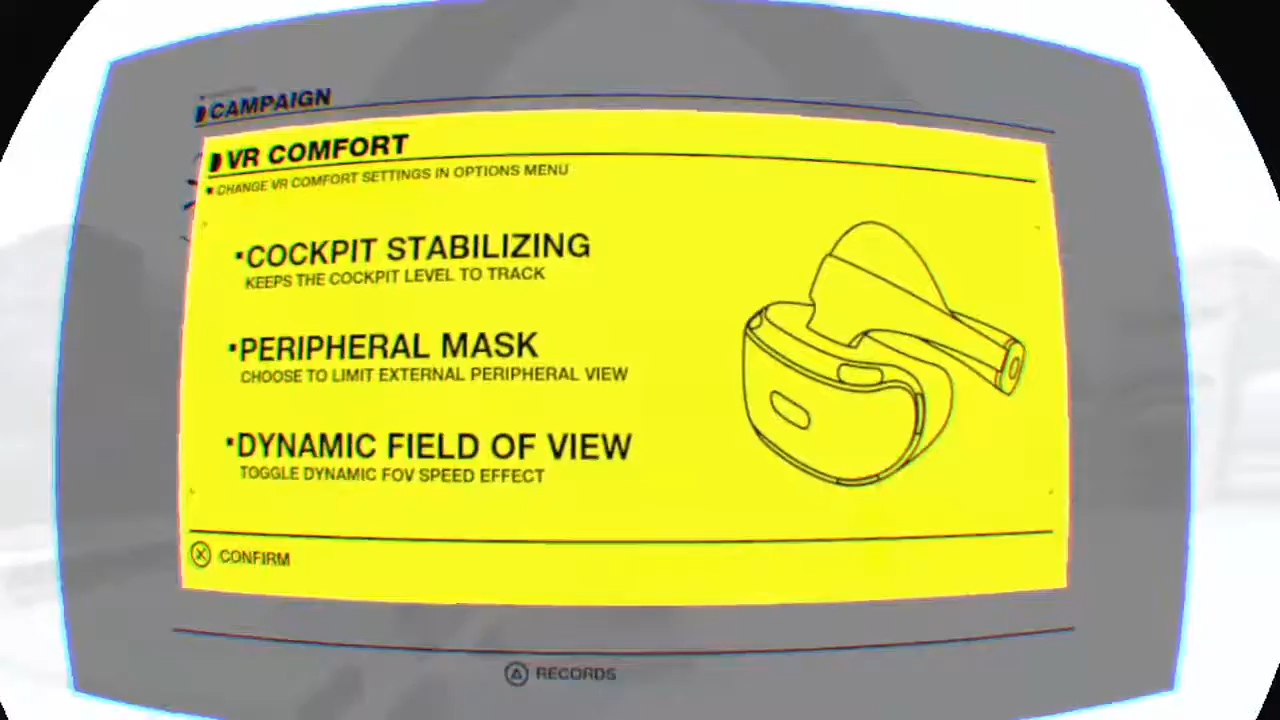 CAMPAIGN
VR COMFORT
CHANGE VR COMFORT SETTINGS IN OPTIONS MENU
COCKPIT STABILIZING
KEEPS THE COCKPIT LEVEL TO TRACK
PERIPHERAL MASK
CHOOSE TO LIMIT EXTERNAL PERIPHERAL VIEW
DYNAMIC FIELD OF VIEW
TOGGLE DYNAMIC FOV SPEED EFFECT
CONFIRM
RECORDS